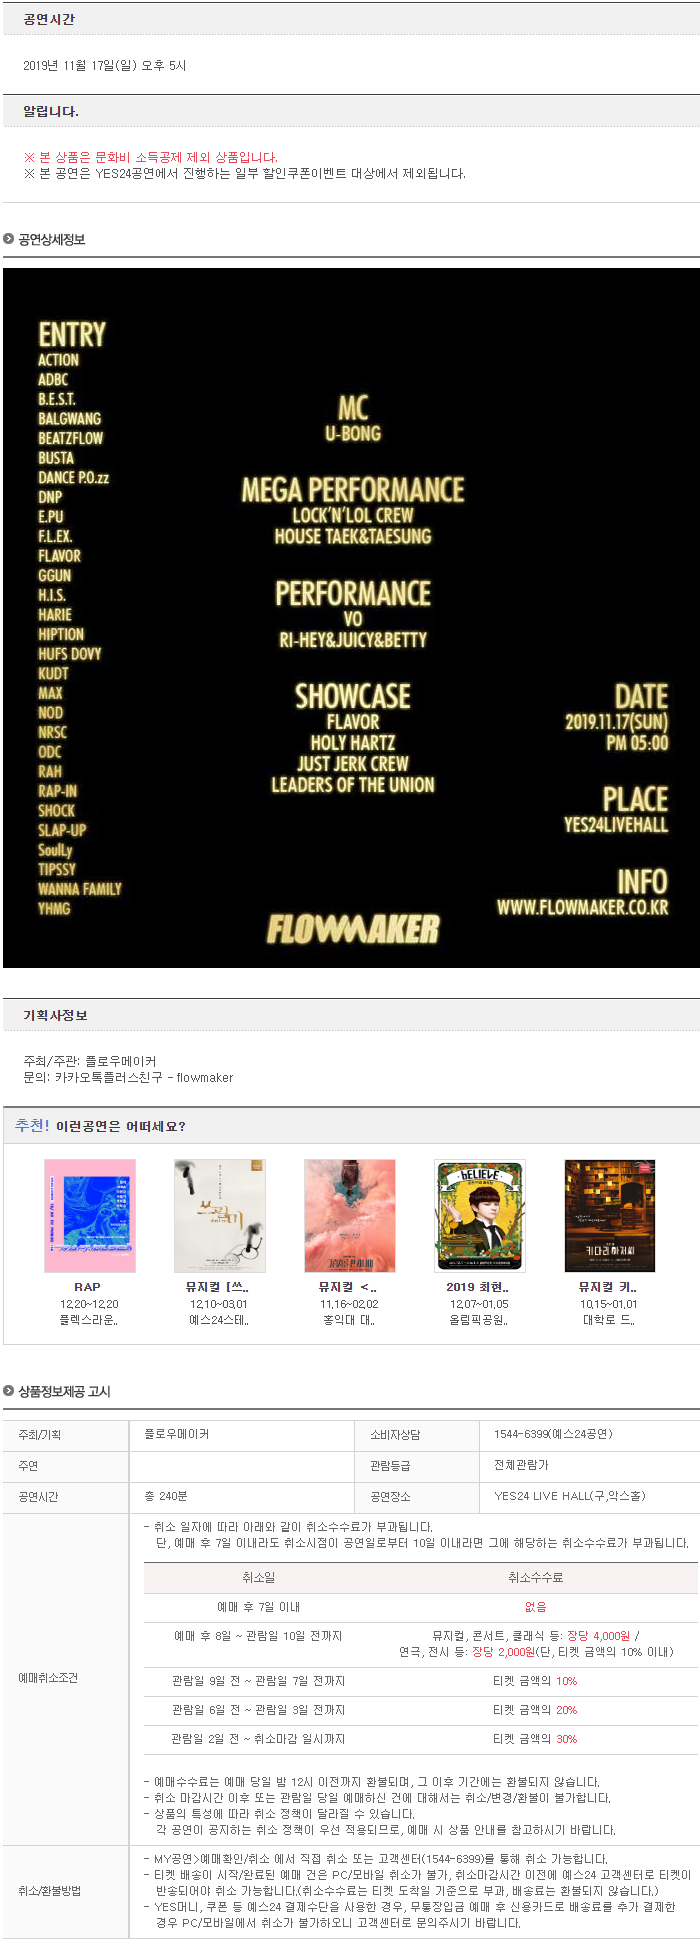 공연시간
2019년 11월 17일(일) 오후 5시
알립니다.
※ 본 상품은 문화비 소득공제 제외 상품입니다.
※ 본 공연은 YES24공연에서 진행하는 일부 할인쿠폰이벤트 대상에서 제외됩니다.
공연상세정보
ENTRY
ACTION
ADBC
B.E.S.T.
BALGWANG
BEATZFLOW
BUSTA
DANCE P.O.zz
DNP
E.PU
F.L.EX.
FLAVOR
GGUN
H.I.S.
HARIE
HIPTION
HUFS DOVY
KUDT
MAX
NOD
NRSC
ODC
RAH
RAP-IN
SHOCK
SLAP-UP
SoulLy
TIPSSY
WANNA FAMILY
YHMG
MC
U-BONG
MEGA PERFORMANCE
LOCK'N'LOL CREW
HOUSE TAEK&TAESUNG
PERFORMANCE
VO
RI-HEY&JUICY&BETTY
SHOWCASE
FLAVOR
HOLY HARTZ
JUST JERK CREW
LEADERS OF THE UNION
FLOWMAKER
DATE
2019.11.17(SUN)
PM 05:00
PLACE
YES24LIVEHALL
INFO
WWW.FLOWMAKER.CO.KR
기획사정보
주최/주관: 플로우메이커
문의: 카카오톡플러스친구 - flowmaker
추천! 이런공연은 어떠세요?
bELIEVE
키다리 아저씨
RAP
12.20~12.20
플렉스라운..
뮤지컬 [쓰..
12.10~03.01
예스24스테..
뮤지컬 <..
11.16~02.02
홍익대 대..
2019 최현..
12.07~01.05
올림픽공원..
뮤지컬 키..
10.15~01.01
대학로 드..
상품정보제공 고시
주최/기획 플로우메이커 소비자상담 1544-6399(예스24공연)
주연 관람등급 전체관람가
공연시간 총 240분 공연장소 YES24 LIVE HALL(구,악스홀)
예매취소조건
- 취소 일자에 따라 아래와 같이 취소수수료가 부과됩니다.
단, 예매 후 7일 이내라도 취소시점이 공연일로부터 10일 이내라면 그에 해당하는 취소수수료가 부과됩니다.
취소일 취소수수료
예매 후 7일 이내 없음
예매 후 8일 ~ 관람일 10일 전까지 뮤지컬, 콘서트, 클래식 등: 장당 4,000원 /
연극, 전시 등: 장당 2,000원(단, 티켓 금액의 10% 이내)
관람일 9일 전 ~ 관람일 7일 전까지 티켓 금액의 10%
관람일 6일 전 ~ 관람일 3일 전까지 티켓 금액의 20%
관람일 2일 전 ~ 취소마감 일시까지 티켓 금액의 30%
- 예매수수료는 예매 당일 밤 12시 이전까지 환불되며, 그 이후 기간에는 환불되지 않습니다.
- 취소 마감시간 이후 또는 관람일 당일 예매하신 건에 대해서는 취소/변경/환불이 불가합니다.
- 상품의 특성에 따라 취소 정책이 달라질 수 있습니다.
각 공연이 공지하는 취소 정책이 우선 적용되므로, 예매 시 상품 안내를 참고하시기 바랍니다.
취소/환불방법
- MY공연>예매확인/취소 에서 직접 취소 또는 고객센터(1544-6399)를 통해 취소 가능합니다.
- 티켓 배송이 시작/완료된 예매 건은 PC/모바일 취소가 불가, 취소마감시간 이전에 예스24 고객센터로 티켓이
반송되어야 취소 가능합니다.(취소수수료는 티켓 도착일 기준으로 부과, 배송료는 환불되지 않습니다.)
- YES머니, 쿠폰 등 예스24 결제수단을 사용한 경우, 무통장입금 예매 후 신용카드로 배송료를 추가 결제한
경우 PC/모바일에서 취소가 불가하오니 고객센터로 문의주시기 바랍니다.